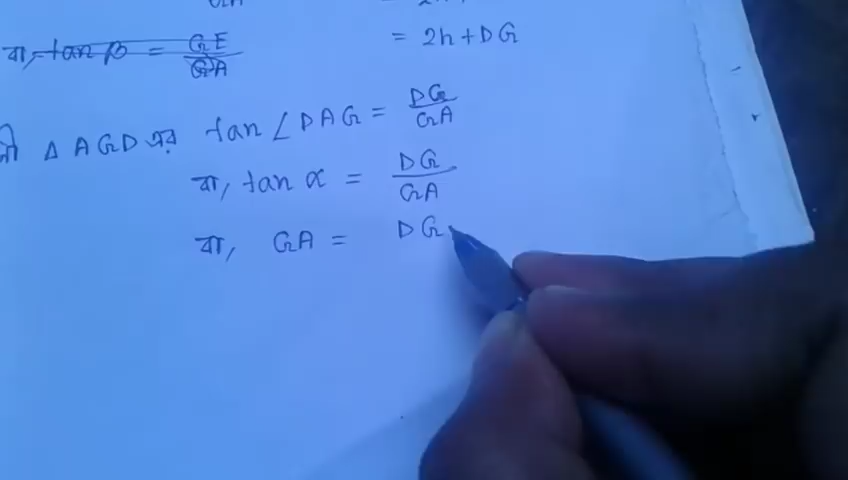 বা, tan β = GE/GA
= 2h + DG
Δ AGD এর tan ∠DAG = DG/GA
বা, tan α = DG/GA
বা, GA = DG